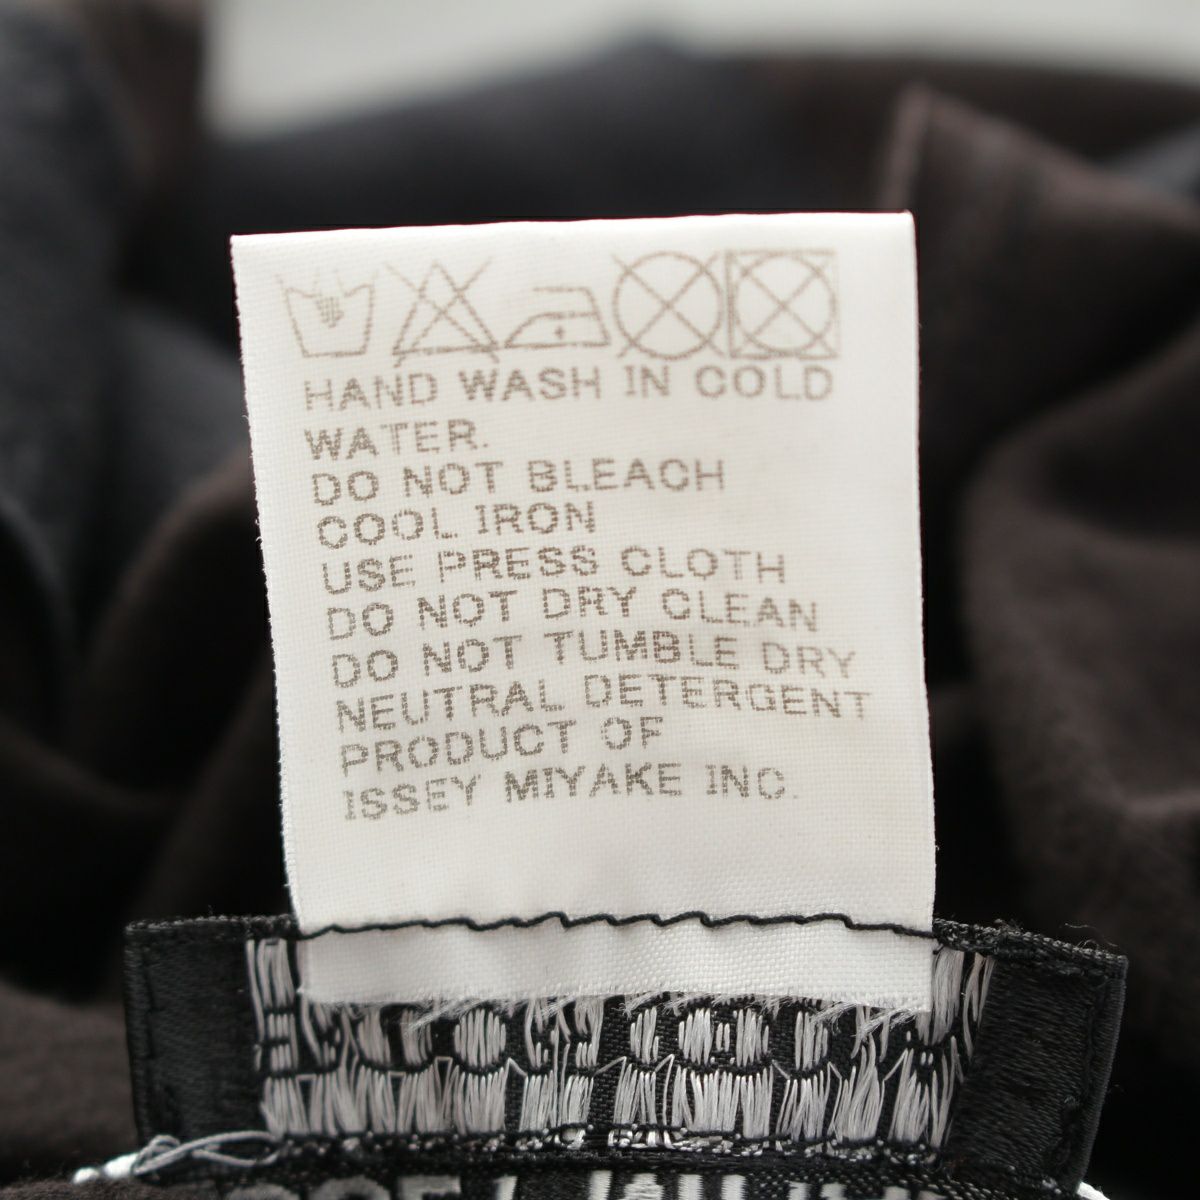 HAND WASH IN COLD
WATER.
DO NOT BLEACH
COOL IRON
USE PRESS CLOTH
DO NOT DRY CLEAN
DO NOT TUMBLE DRY
NEUTRAL DETERGENT
PRODUCT OF
ISSEY MIYAKE INC.